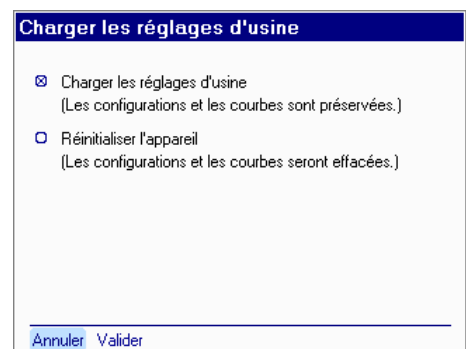 Charger les réglages d'usine
Charger les réglages d'usine
(Les configurations et les courbes sont préservées.)
Réinitialiser l'appareil
(Les configurations et les courbes seront effacées.)
Annuler Valider